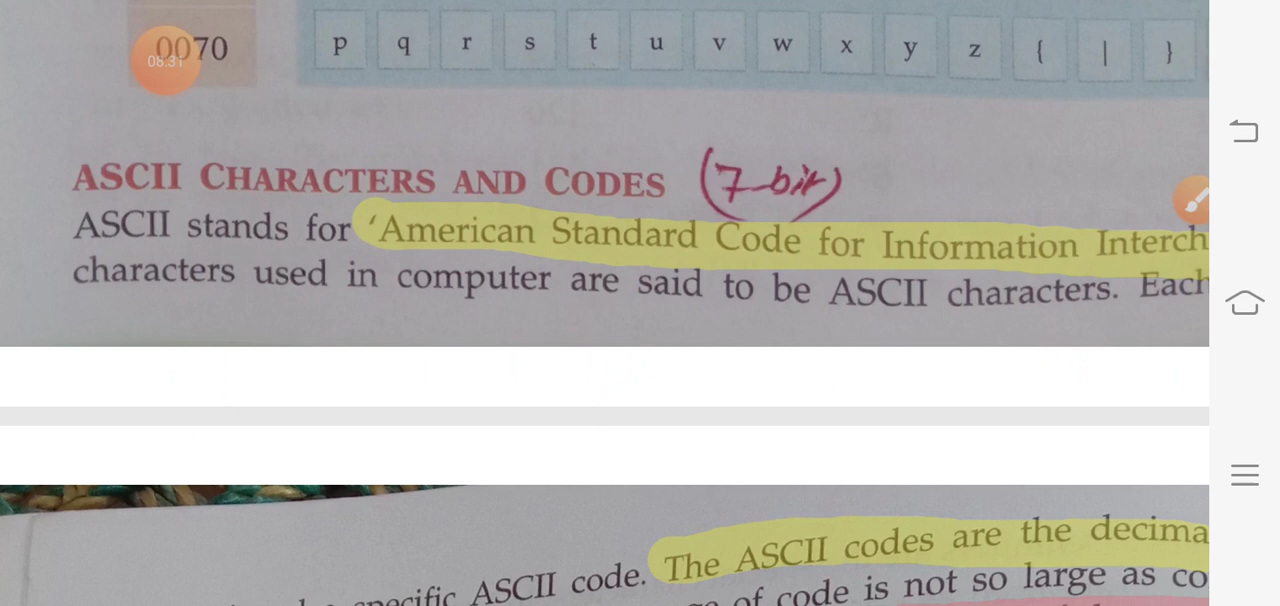 0070 p q r s t u v w x y z { | }
08:31
ASCII CHARACTERS AND CODES (7-bit)
ASCII stands for 'American Standard Code for Information Interch
characters used in computer are said to be ASCII characters. Each
specific ASCII code. The ASCII codes are the decima
of code is not so large as co